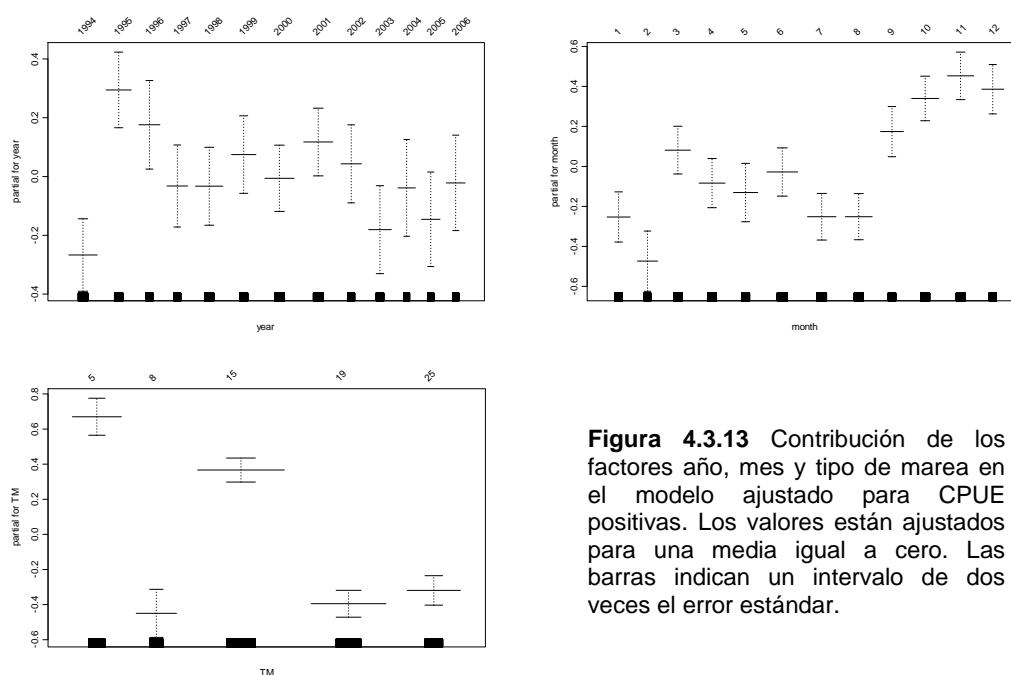 1994 1995 1996 1997 1998 1999 2000 2001 2002 2003 2004 2005 2006
partial for year
0.4
0.2
0.0
-0.2
-0.4
year
1 2 3 4 5 6 7 8 9 10 11 12
partial for month
0.6
0.4
0.2
0.0
-0.2
-0.4
-0.6
month
5 8 15 19 25
partial for TM
0.8
0.6
0.4
0.2
0.0
-0.2
-0.4
-0.6
TM
Figura 4.3.13 Contribución de los
factores año, mes y tipo de marea en
el modelo ajustado para CPUE
positivas. Los valores están ajustados
para una media igual a cero. Las
barras indican un intervalo de dos
veces el error estándar.